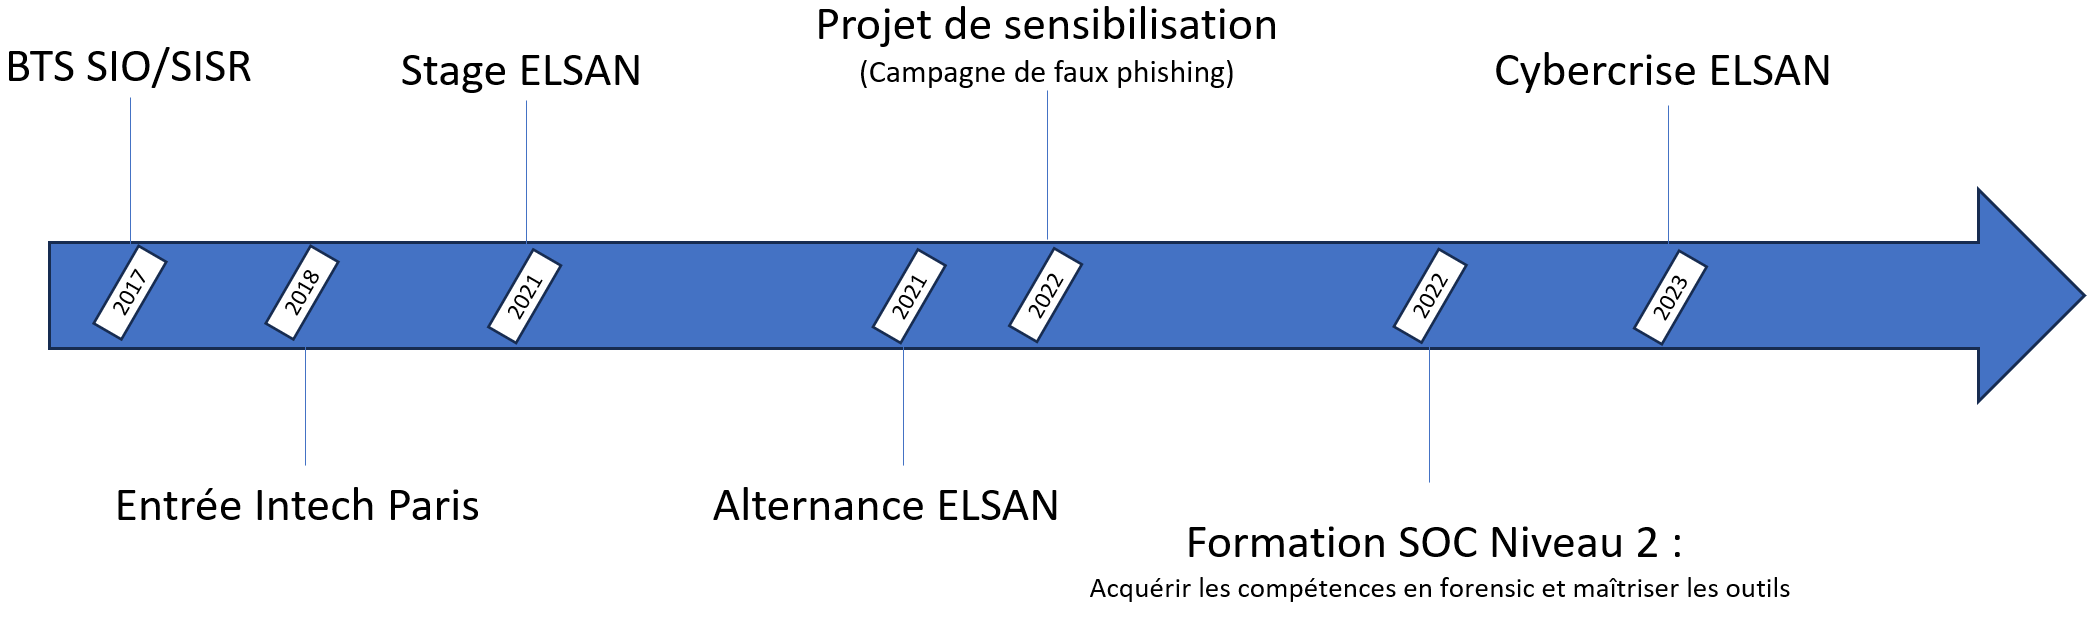 Projet de sensibilisation
(Campagne de faux phishing)
BTS SIO/SISR
Stage ELSAN
Cybercrise ELSAN
2017
2018
2021
2021
2022
2022
2023
Entrée Intech Paris
Alternance ELSAN
Formation SOC Niveau 2 :
Acquérir les compétences en forensic et maîtriser les outils